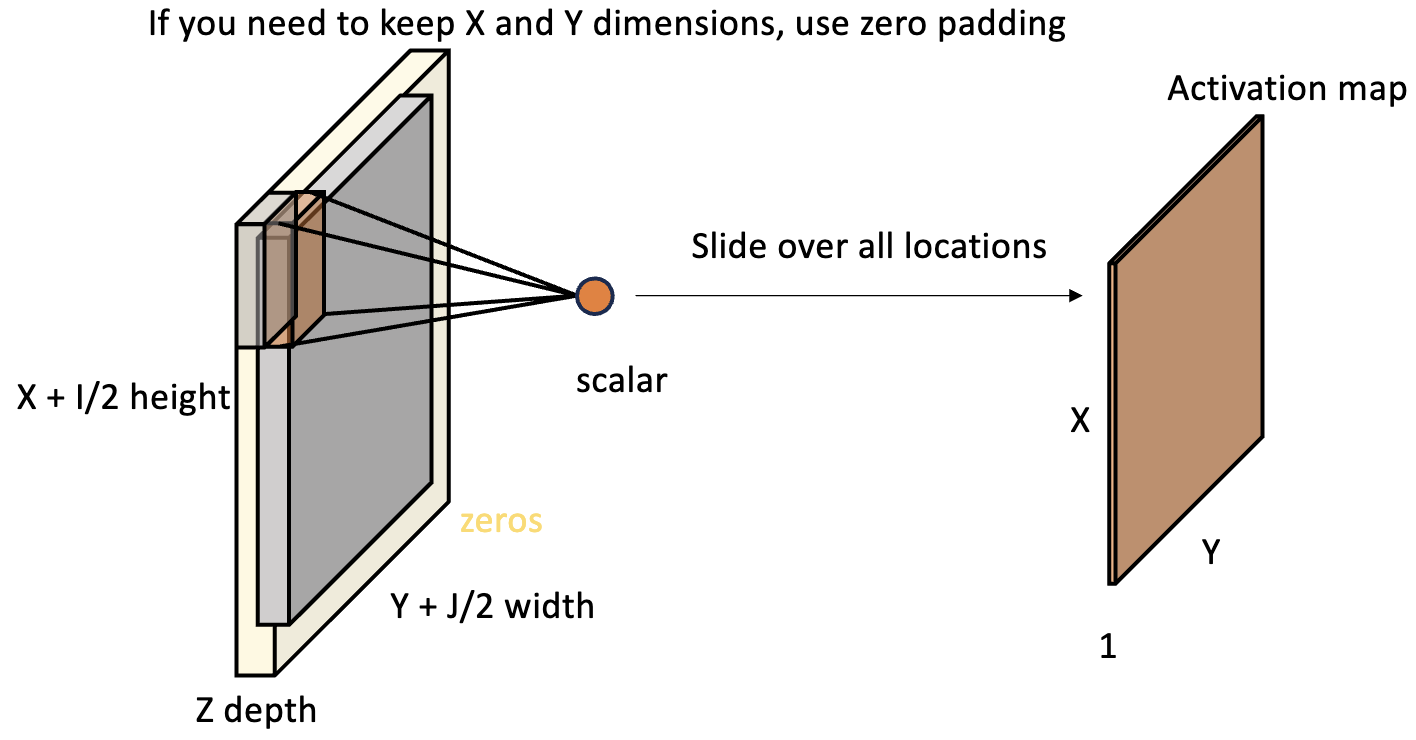 If you need to keep X and Y dimensions, use zero padding
Activation map
Slide over all locations
scalar
X + I/2 height
X
zeros
Y
Y + J/2 width
1
Z depth